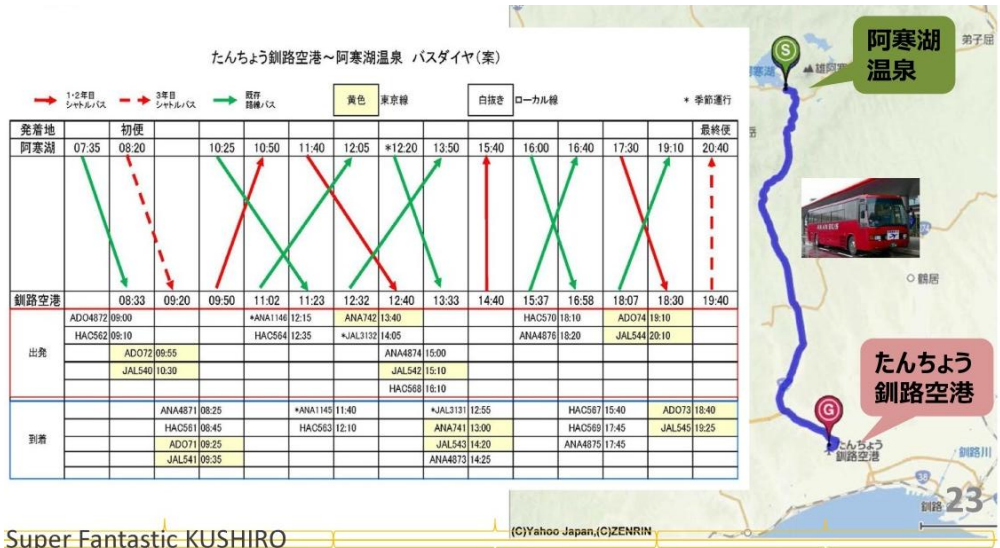 たんちょう釧路空港～阿寒湖温泉 バスダイヤ(案)
1・2年目 シャトルバス 3年目 シャトルバス 既存 路線バス 黄色 東京線 白抜き ローカル線 * 季節運行
発着地 初便 最終便
阿寒湖 07:35 08:20 10:25 10:50 11:40 12:05 *12:20 13:50 15:40 16:00 16:40 17:30 19:10 20:40
釧路空港 08:33 09:20 09:50 11:02 11:23 12:32 12:40 13:33 14:40 15:37 16:58 18:07 18:30 19:40
出発
ADO4872 09:00 *ANA1146 12:15 ANA742 13:40 HAC570 18:10 ADO74 19:10
HAC562 09:10 HAC564 12:35 *JAL3132 14:05 ANA4876 18:20 JAL544 20:10
ADO72 09:55 ANA4874 15:00
JAL540 10:30 JAL542 15:10
HAC568 16:10
到着
ANA4871 08:25 *ANA1145 11:40 *JAL3131 12:55 HAC567 15:40 ADO73 18:40
HAC561 08:45 HAC563 12:10 ANA741 13:00 HAC569 17:45 JAL545 19:25
ADO71 09:25 JAL543 14:20 ANA4875 17:45
JAL541 09:35 ANA4873 14:25
阿寒湖
温泉
弟子屈
鶴居
たんちょう
釧路空港
たんちょう
釧路空港
釧路川
釧路
23
Super Fantastic KUSHIRO
(C)Yahoo Japan,(C)ZENRIN